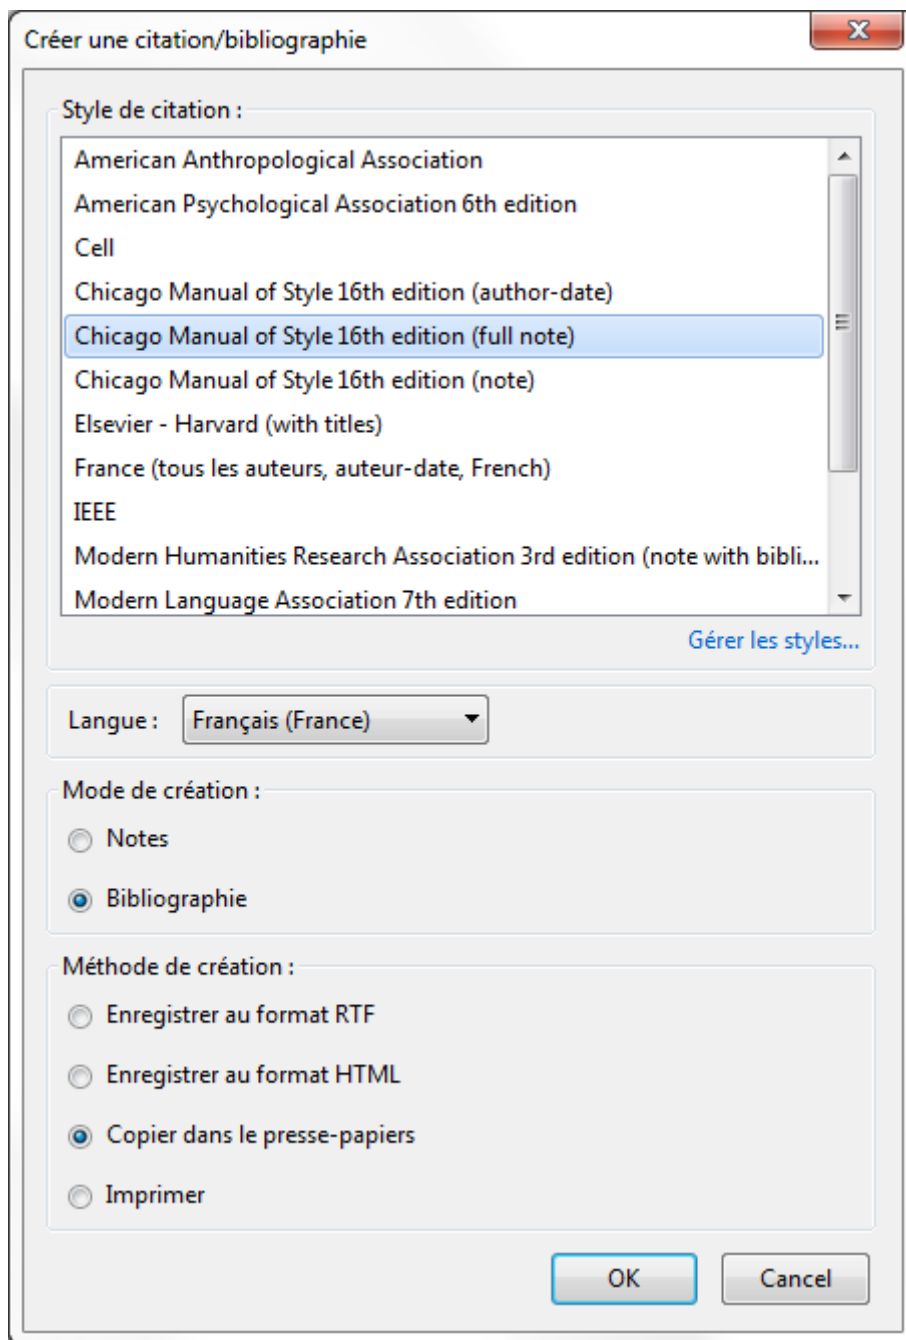 Créer une citation/bibliographie
Style de citation :
American Anthropological Association
American Psychological Association 6th edition
Cell
Chicago Manual of Style 16th edition (author-date)
Chicago Manual of Style 16th edition (full note)
Chicago Manual of Style 16th edition (note)
Elsevier - Harvard (with titles)
France (tous les auteurs, auteur-date, French)
IEEE
Modern Humanities Research Association 3rd edition (note with bibli...
Modern Language Association 7th edition
Gérer les styles...
Langue : Français (France)
Mode de création :
Notes
Bibliographie
Méthode de création :
Enregistrer au format RTF
Enregistrer au format HTML
Copier dans le presse-papiers
Imprimer
OK Cancel